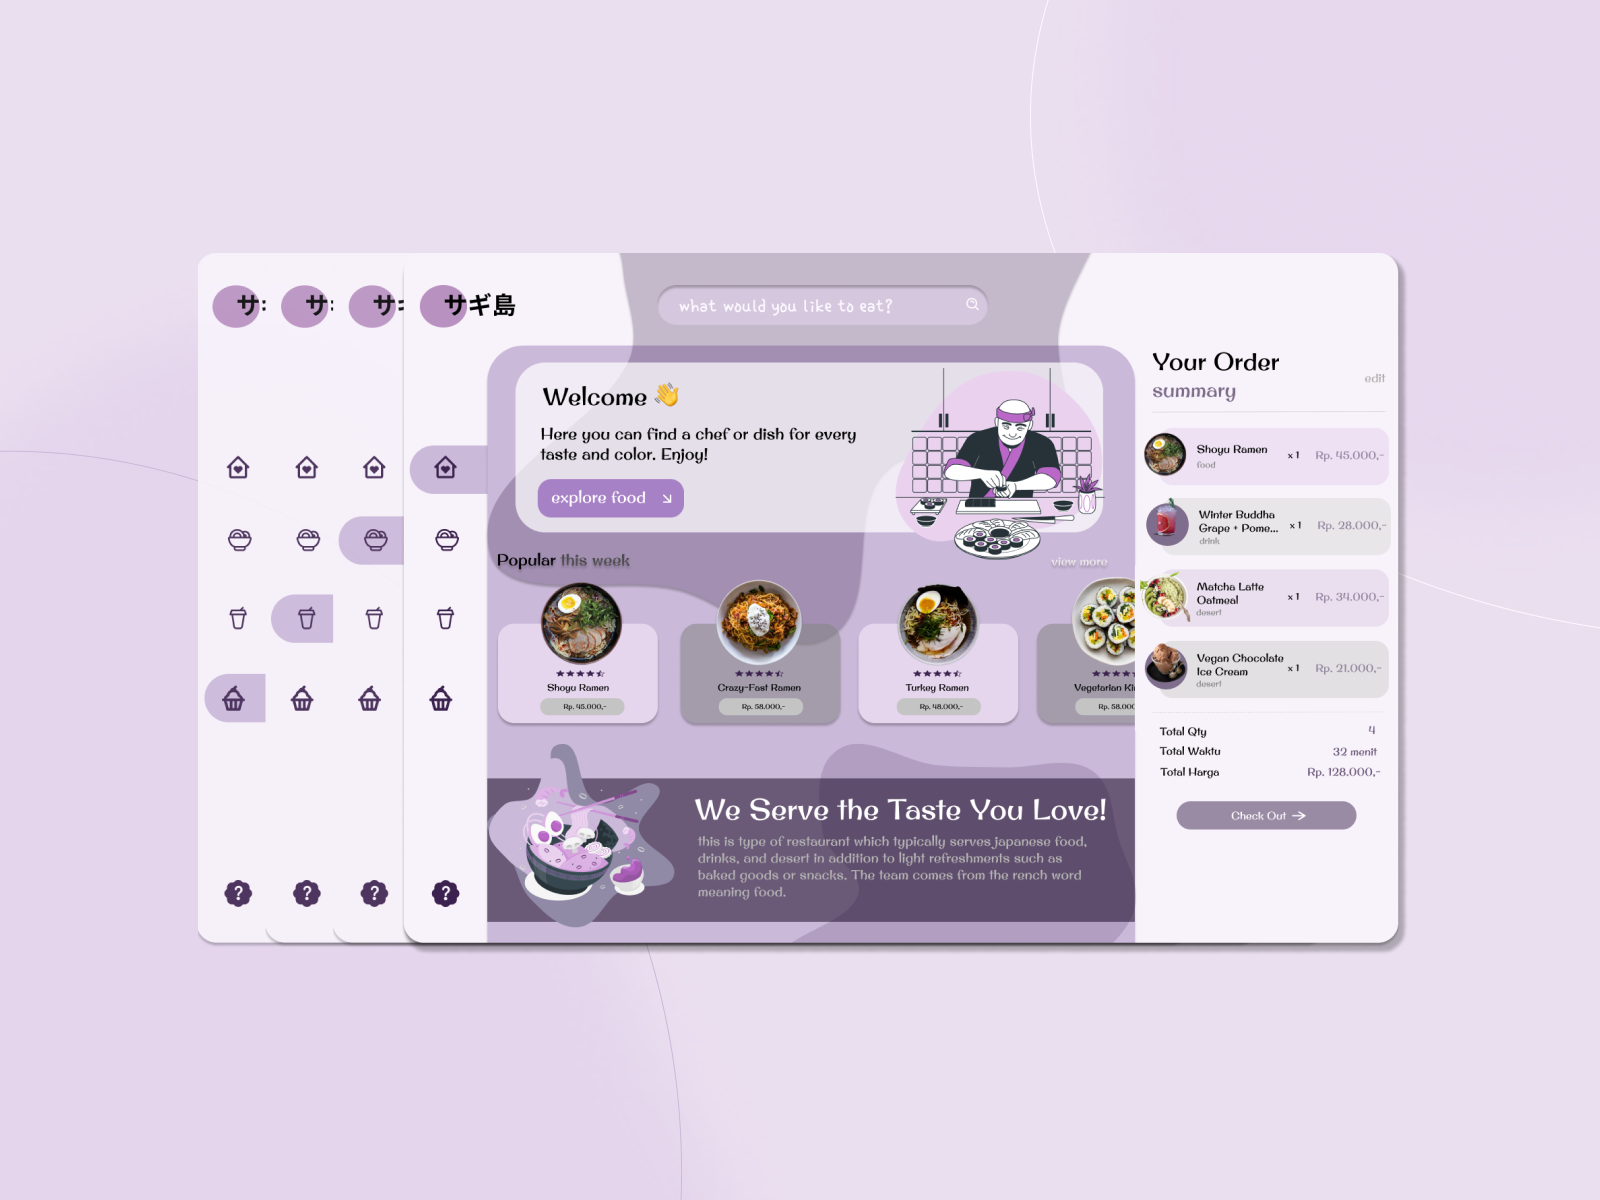 サ:
サ:
サ
サギ島
what would you like to eat?
Welcome 👋
Here you can find a chef or dish for every
taste and color. Enjoy!
explore food
Popular this week
view more
Shoyu Ramen
Rp. 45.000,-
Crazy-Fast Ramen
Rp. 58.000,-
Turkey Ramen
Rp. 48.000,-
Vegetarian
Rp. 58.00
We Serve the Taste You Love!
this is type of restaurant which typically serves japanese food,
drinks, and desert in addition to light refreshments such as
baked goods or snacks. The team comes from the rench word
meaning food.
Your Order
summary
edit
Shoyu Ramen
food
x 1
Rp. 45.000,-
Winter Buddha
Grape + Pome...
drink
x 1
Rp. 28.000,-
Matcha Latte
Oatmeal
desert
x 1
Rp. 34.000,-
Vegan Chocolate
Ice Cream
desert
x 1
Rp. 21.000,-
Total Qty 4
Total Waktu 32 menit
Total Harga Rp. 128.000,-
Check Out →
?
?
?
?